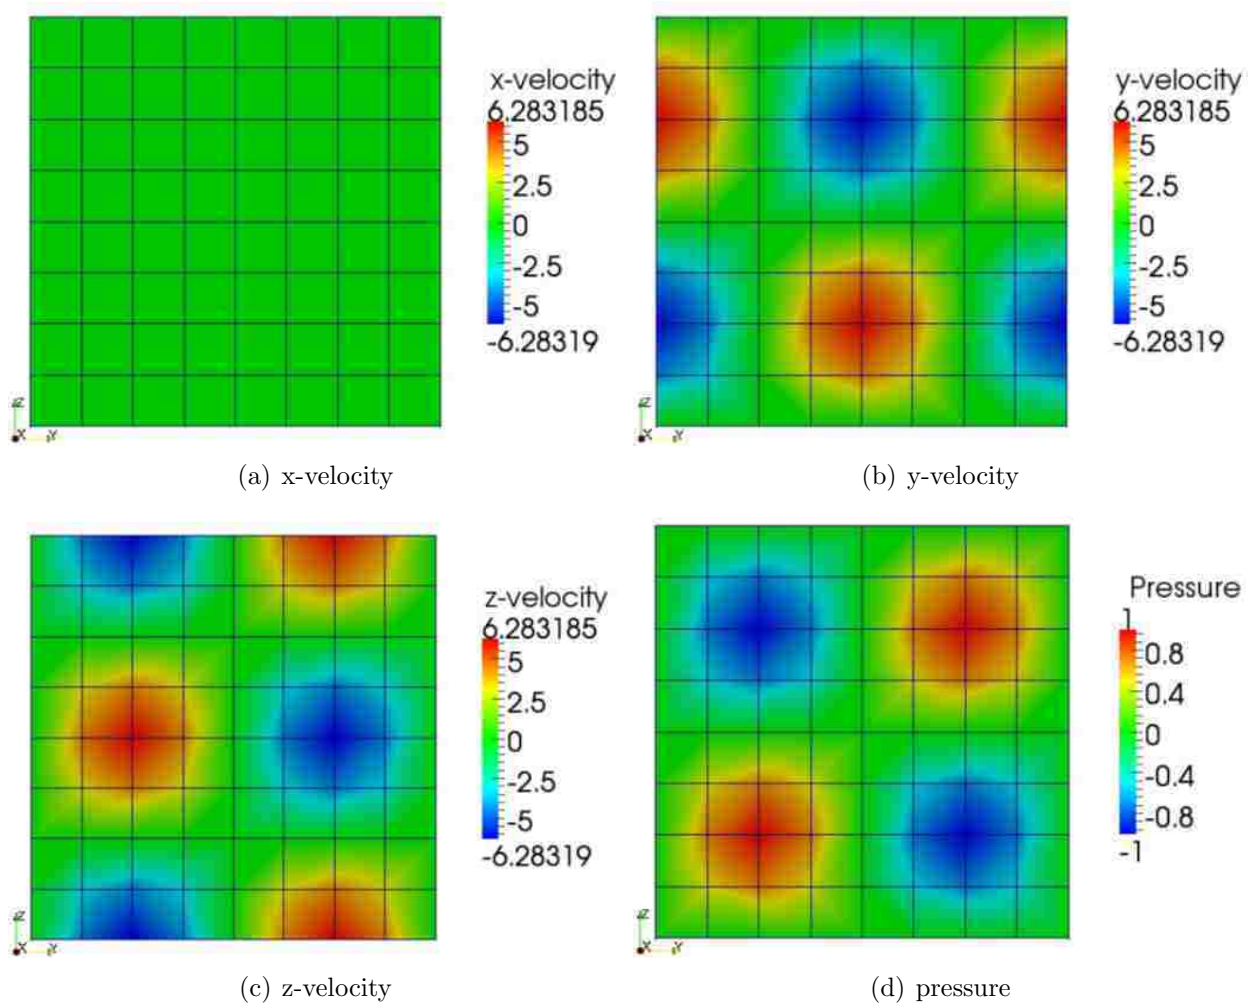 x-velocity
6.283185
5
2.5
0
-2.5
-5
-6.28319
Z
X
Y
(a) x-velocity
y-velocity
6.283185
5
2.5
0
-2.5
-5
-6.28319
Z
X
Y
(b) y-velocity
z-velocity
6.283185
5
2.5
0
-2.5
-5
-6.28319
Z
X
Y
(c) z-velocity
Pressure
1
0.8
0.4
0
-0.4
-0.8
-1
Z
X
Y
(d) pressure